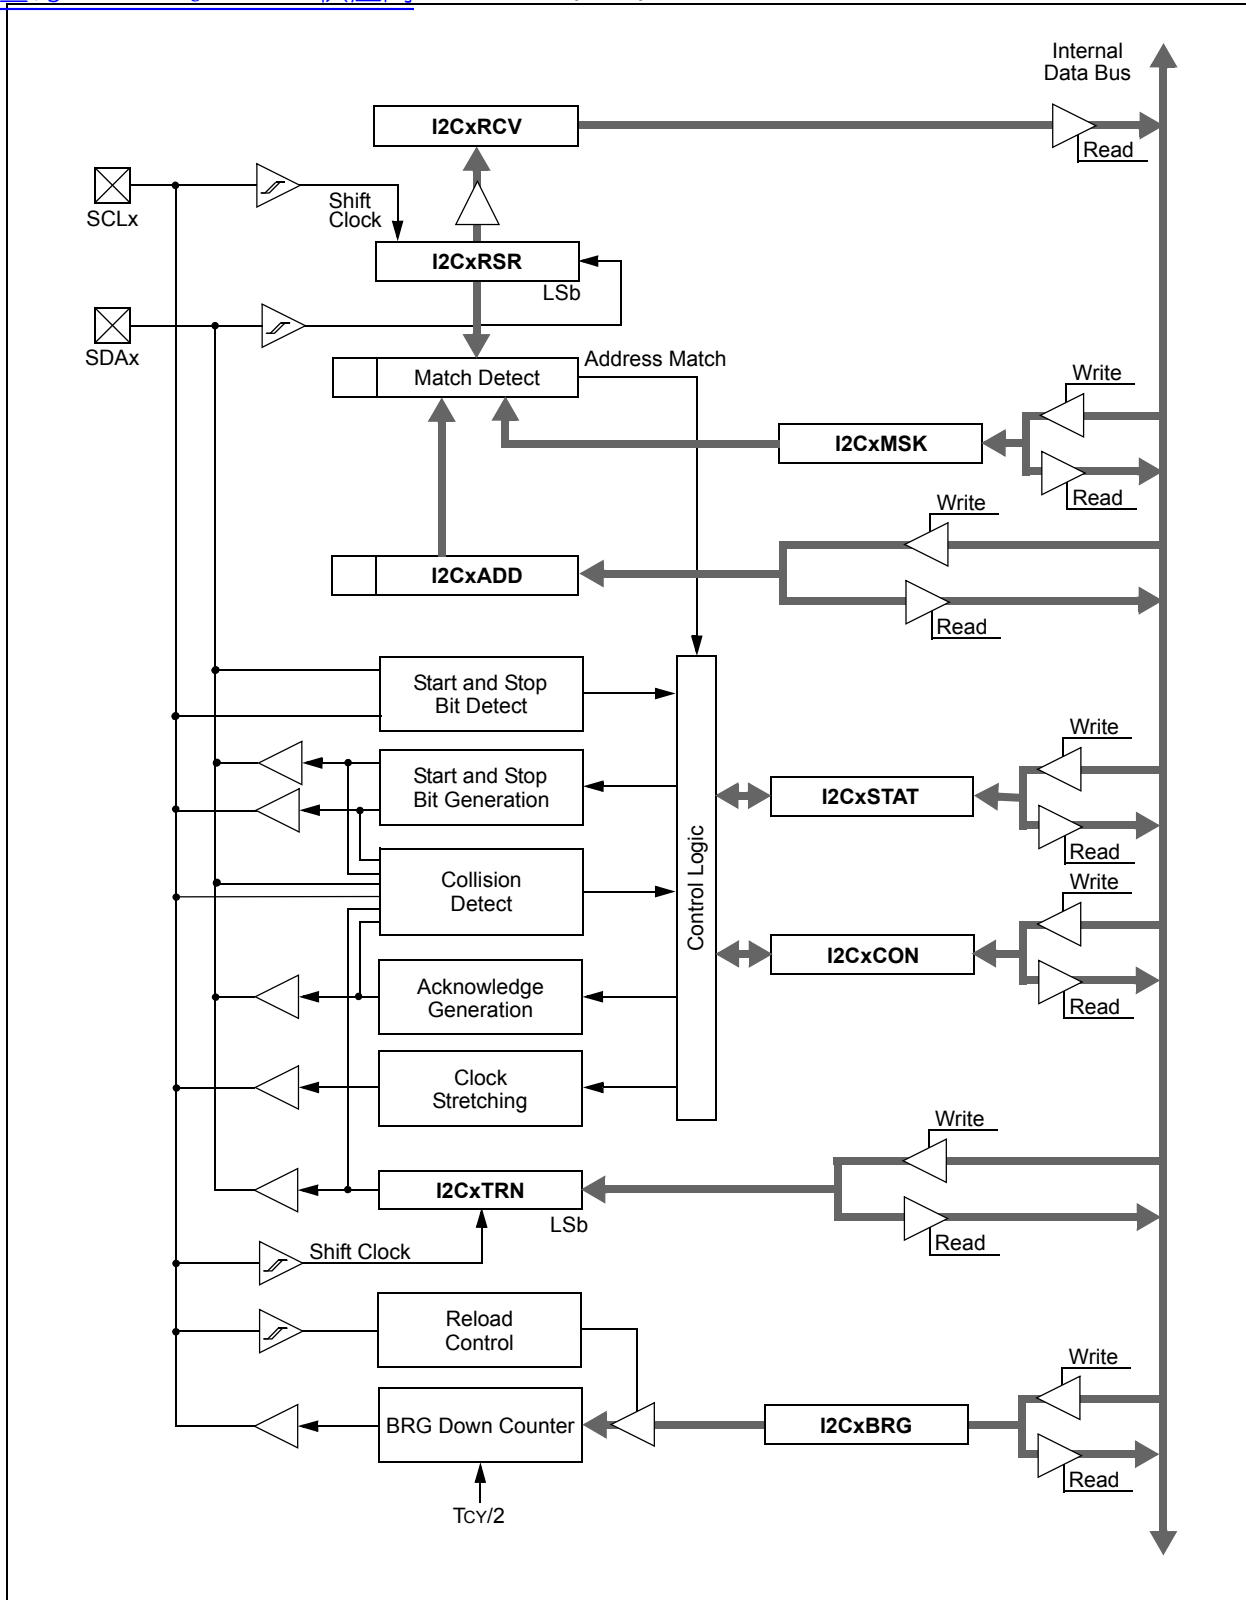 Internal
Data Bus
I2CxRCV
Read
SCLx
Shift
Clock
I2CxRSR
LSb
SDAx
Match Detect
Address Match
Write
I2CxMSK
Read
Write
I2CxADD
Read
Start and Stop
Bit Detect
Write
Start and Stop
Bit Generation
I2CxSTAT
Read
Control Logic
Collision
Detect
Write
I2CxCON
Read
Acknowledge
Generation
Clock
Stretching
Write
I2CxTRN
LSb
Read
Shift Clock
Reload
Control
Write
BRG Down Counter
I2CxBRG
Read
TCY/2